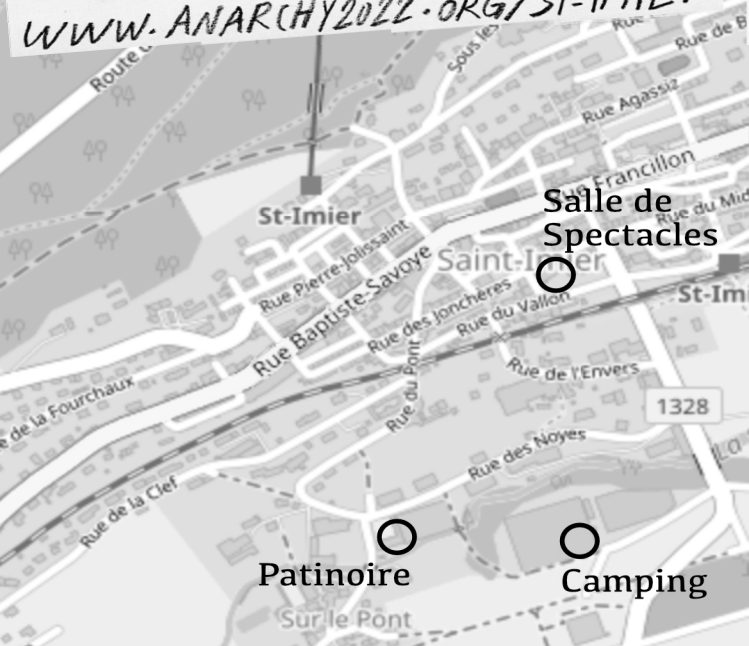 WWW.ANARCHY2022.ORG/ST-IMIER
Route
Sous les
Rue
Rue de B
Rue Agassiz
Rue Francillon
St-Imier
Salle de
Spectacles
Rue du Mid
Rue Pierre-Jolissaint
Saint-Imier
St-Imi
Rue Baptiste-Savoye
Rue des Jonchères
Rue du Vallon
Rue du Pont
Rue de l'Envers
e de la Fourchaux
1328
Rue des Noyes
La
Rue de la Clef
Patinoire
Camping
Sur le Pont